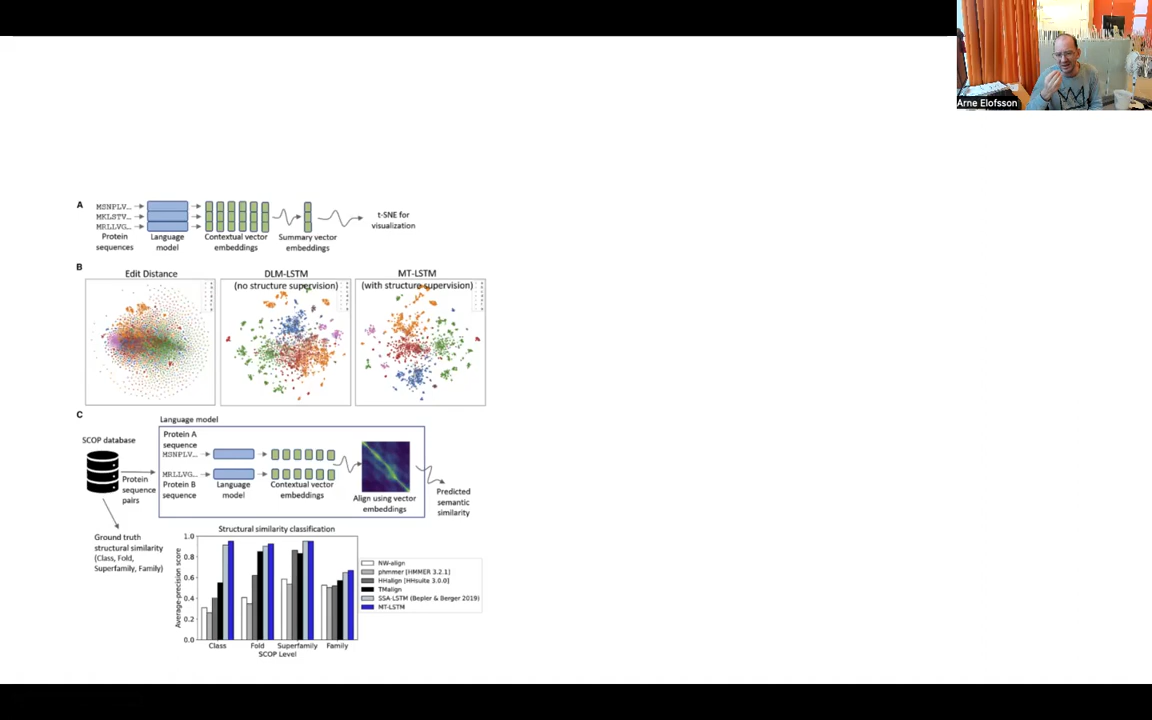 Arne Elofsson
A
MSNPLV...
MKLSTV...
MRLLVG...
Protein
sequences
Language
model
Contextual vector
embeddings
Summary vector
embeddings
t-SNE for
visualization
B
Edit Distance
DLM-LSTM
(no structure supervision)
MT-LSTM
(with structure supervision)
C
SCOP database
Protein
sequence
pairs
Ground truth
structural similarity
(Class, Fold,
Superfamily, Family)
Language model
Protein A
sequence
MSNPLV...
MRLLVG...
Protein B
sequence
Language
model
Contextual vector
embeddings
Align using vector
embeddings
Predicted
semantic
similarity
Structural similarity classification
Average-precision score
1.0
0.8
0.6
0.4
0.2
0.0
Class
Fold
Superfamily
Family
SCOP Level
NW-align
phmmer [HMMER 3.2.1]
HHalign [HHsuite 3.0.0]
TMalign
SSA-LSTM (Bepler & Berger 2019)
MT-LSTM